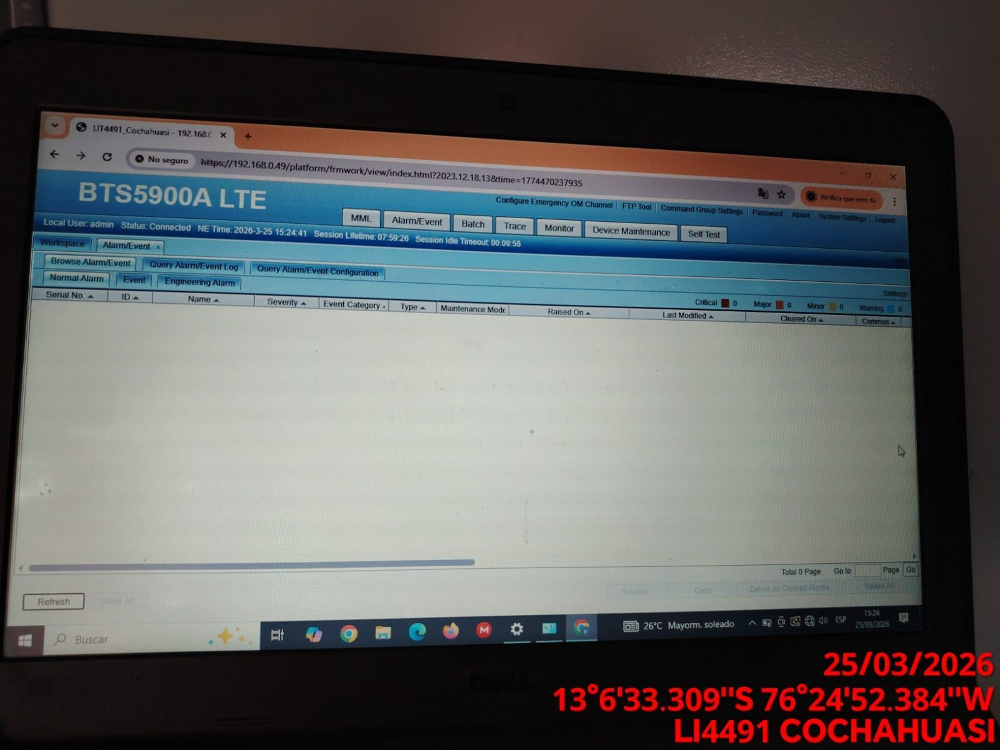 LIT4491_Cochahuasi - 192.168.0
No seguro https://192.168.0.49/platform/frmwork/view/index.html?2023.12.18.13&time=1774470237935
Verifica que eres tú
BTS5900A LTE
Configure Emergency OM Channel FTP Tool Command Group Settings Password About System Settings Logout
MML Alarm/Event Batch Trace Monitor Device Maintenance Self Test
Local User: admin Status: Connected NE Time: 2026-3-25 15:24:41 Session Lifetime: 07:59:26 Session Idle Timeout: 00:09:56
Workspace Alarm/Event
Browse Alarm/Event Query Alarm/Event Log Query Alarm/Event Configuration
Normal Alarm Event Engineering Alarm
Settings
Critical 0 Major 0 Minor 0 Warning 0
Serial No. ID Name Severity Event Category Type Maintenance Mode Raised On Last Modified Cleared On Common
Total 0 Page Go to Page Go
Refresh Save All Solution... Clear Delete All Cleared Alarms Delete All
Buscar
26°C Mayorm. soleado
ESP
15:24
25/03/2026
DELL
25/03/2026
13°6'33.309"S 76°24'52.384"W
LI4491 COCHAHUASI